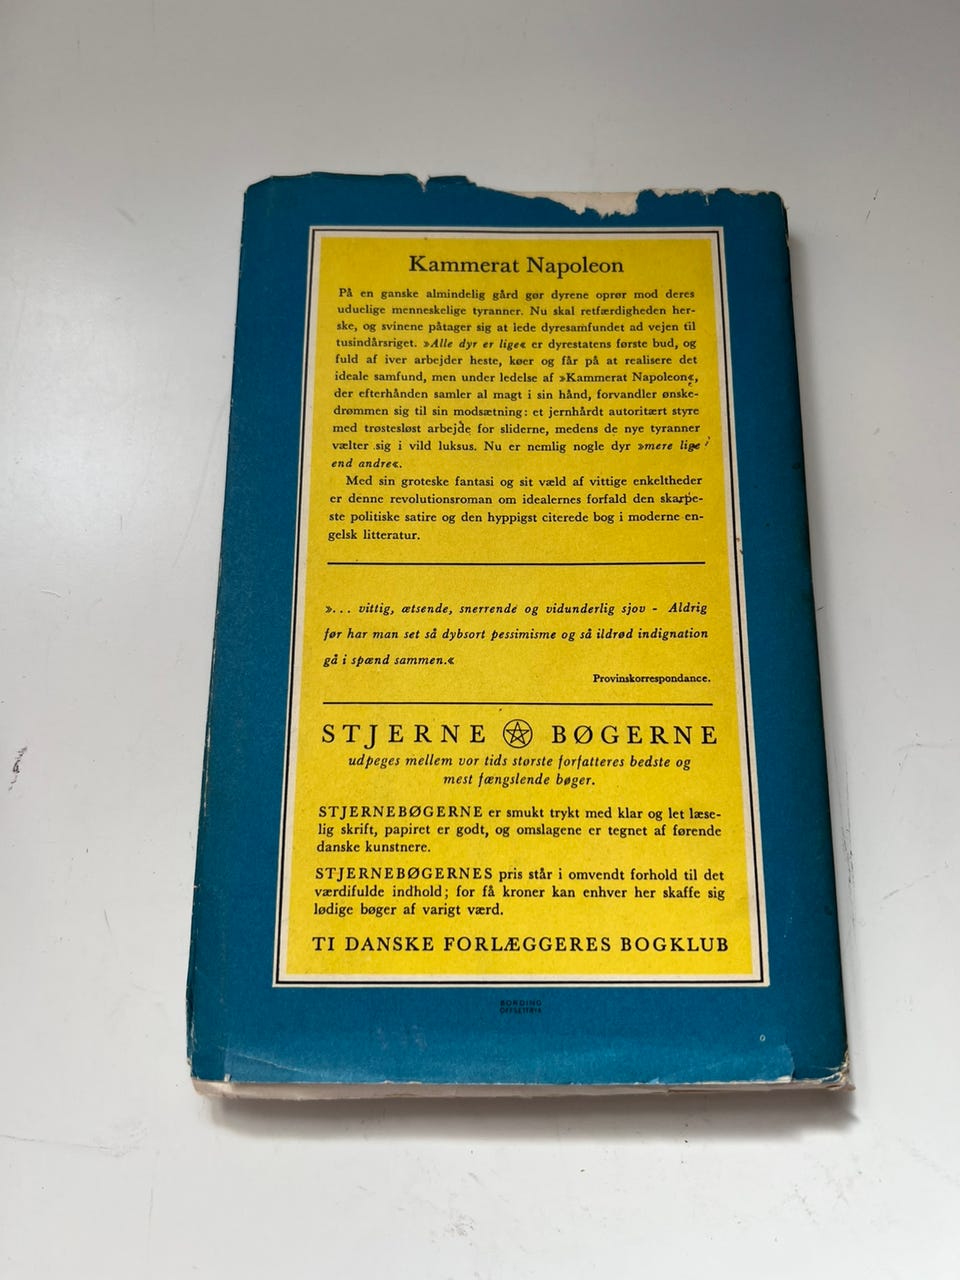 Kammerat Napoleon
På en ganske almindelig gård gør dyrene oprør mod deres
uduelige menneskelige tyranner. Nu skal retfærdigheden her-
ske, og svinene påtager sig at lede dyresamfundet ad vejen til
tusindårsriget. »Alle dyr er lige« er dyrestatens første bud, og
fuld af iver arbejder heste, køer og får på at realisere det
ideale samfund, men under ledelse af »Kammerat Napoleon«,
der efterhånden samler al magt i sin hånd, forvandler ønske-
drømmen sig til sin modsætning: et jernhårdt autoritært styre
med trøstesløst arbejde for sliderne, medens de nye tyranner
vælter sig i vild luksus. Nu er nemlig nogle dyr »mere lige
end andre«.
Med sin groteske fantasi og sit væld af vittige enkeltheder
er denne revolutionsroman om idealernes forfald den skarpe-
ste politiske satire og den hyppigst citerede bog i moderne en-
gelsk litteratur.
»... vittig, ætsende, snerrende og vidunderlig sjov - Aldrig
før har man set så dybsort pessimisme og så ildrød indignation
gå i spænd sammen.«
Provinskorrespondance.
STJERNE BØGERNE
udpeges mellem vor tids største forfatteres bedste og
mest fængslende bøger.
STJERNEBØGERNE er smukt trykt med klar og let læse-
lig skrift, papiret er godt, og omslagene er tegnet af førende
danske kunstnere.
STJERNEBØGERNES pris står i omvendt forhold til det
værdifulde indhold; for få kroner kan enhver her skaffe sig
lødige bøger af varigt værd.
TI DANSKE FORLÆGGERES BOGKLUB
BORDING
OFFSETTRYK